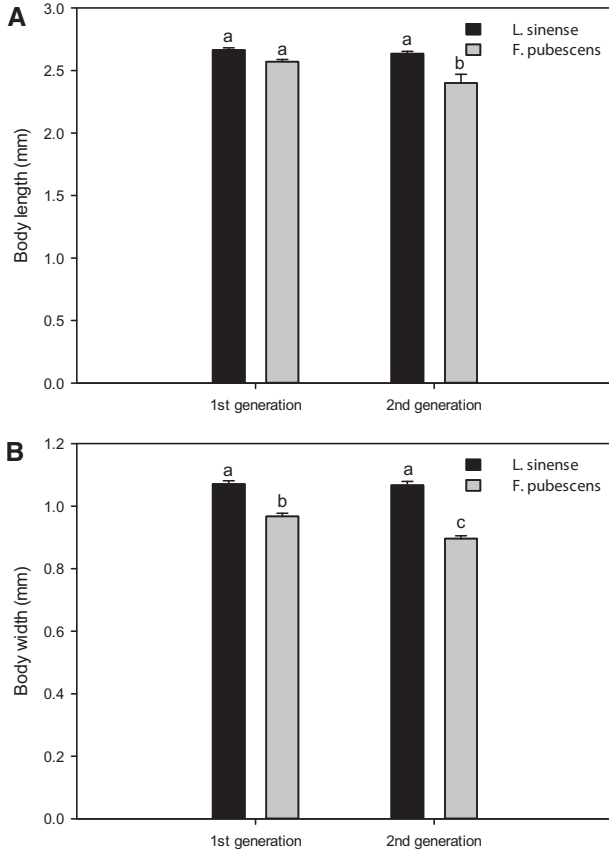 A
3.0
2.5
2.0
1.5
1.0
0.5
0.0
Body length (mm)
a
a
a
b
L. sinense
F. pubescens
1st generation
2nd generation
B
1.2
1.0
0.8
0.6
0.4
0.2
0.0
Body width (mm)
a
b
a
c
L. sinense
F. pubescens
1st generation
2nd generation